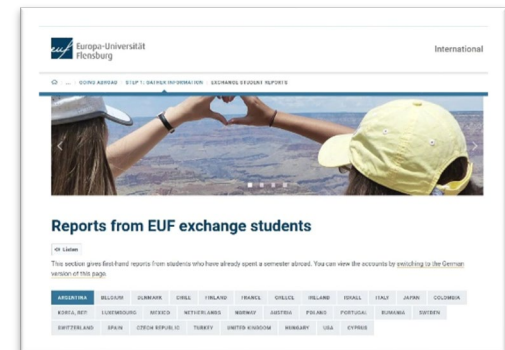 euf Europa-Universität
Flensburg
International
... GOING ABROAD STEP 1: GATHER INFORMATION EXCHANGE STUDENT REPORTS
Reports from EUF exchange students
Listen
This section gives first-hand reports from students who have already spent a semester abroad. You can view the accounts by switching to the German
version of this page.
ARGENTINA BELGIUM DENMARK CHILE FINLAND FRANCE GREECE IRELAND ISRAEL ITALY JAPAN COLOMBIA
KOREA, REP. LUXEMBOURG MEXICO NETHERLANDS NORWAY AUSTRIA POLAND PORTUGAL ROMANIA SWEDEN
SWITZERLAND SPAIN CZECH REPUBLIC TURKEY UNITED KINGDOM HUNGARY USA CYPRUS